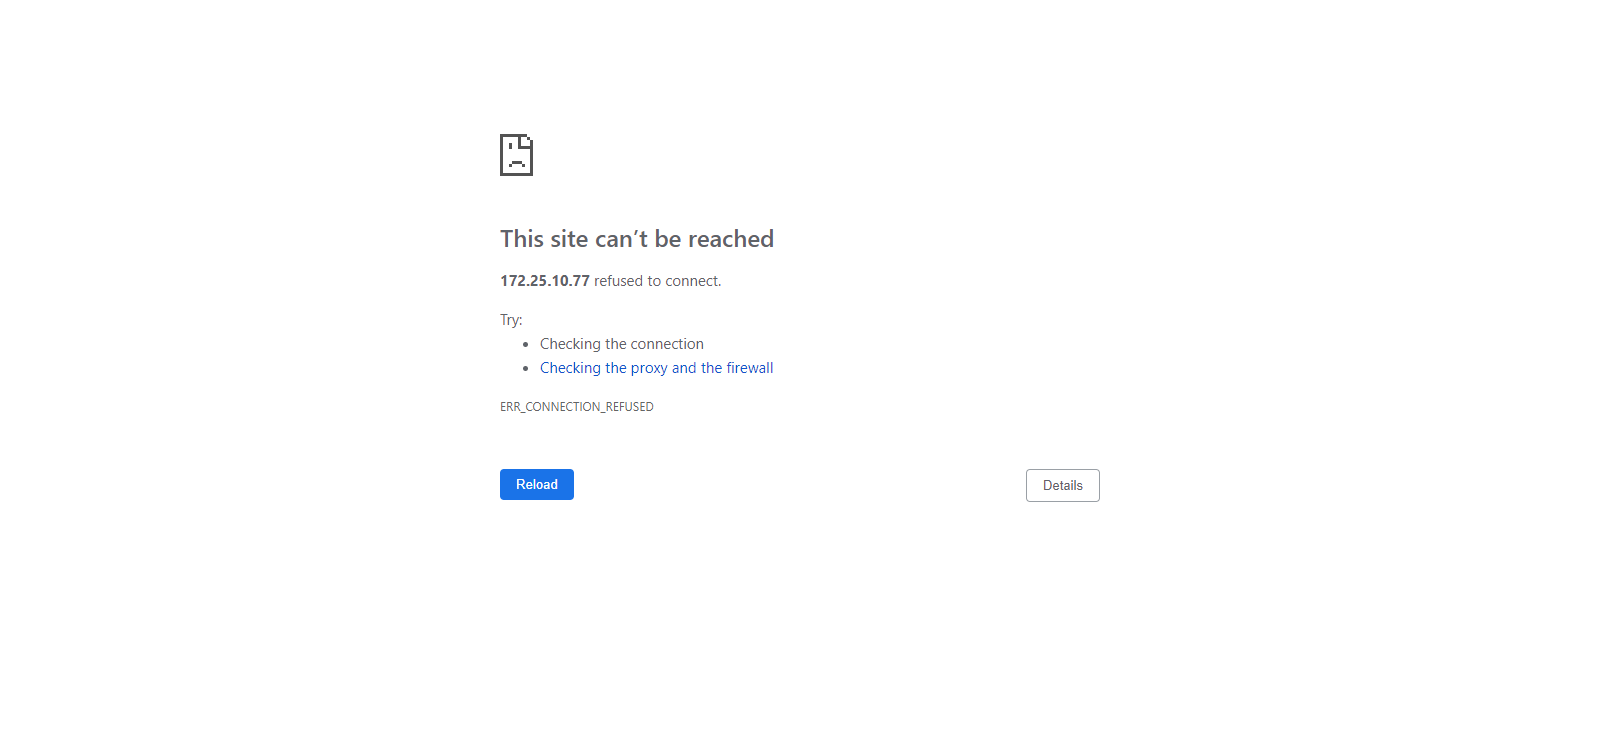 This site can’t be reached
172.25.10.77 refused to connect.
Try:
• Checking the connection
• Checking the proxy and the firewall
ERR_CONNECTION_REFUSED
Reload
Details